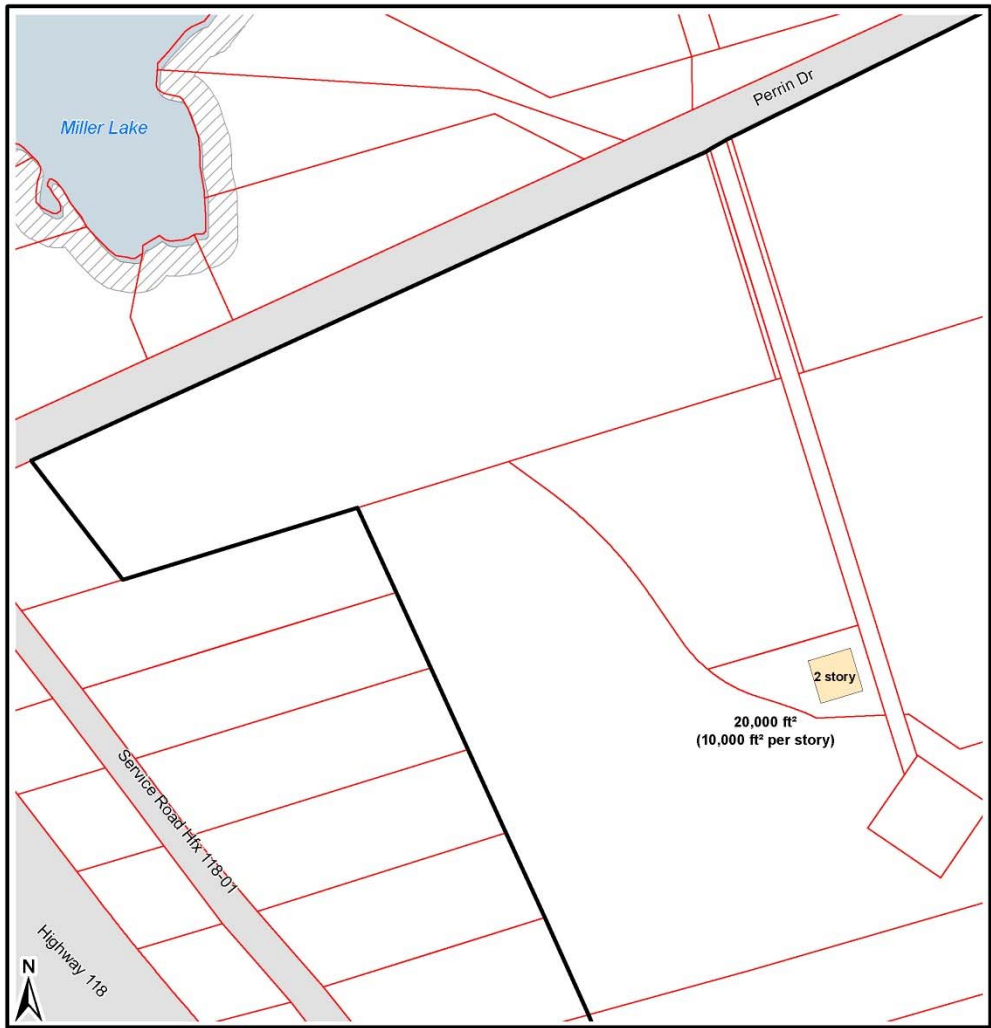 Perrin Dr
Miller Lake
2 story
20,000 ft²
(10,000 ft² per story)
Service Road Hfx 118-01
Highway 118
N